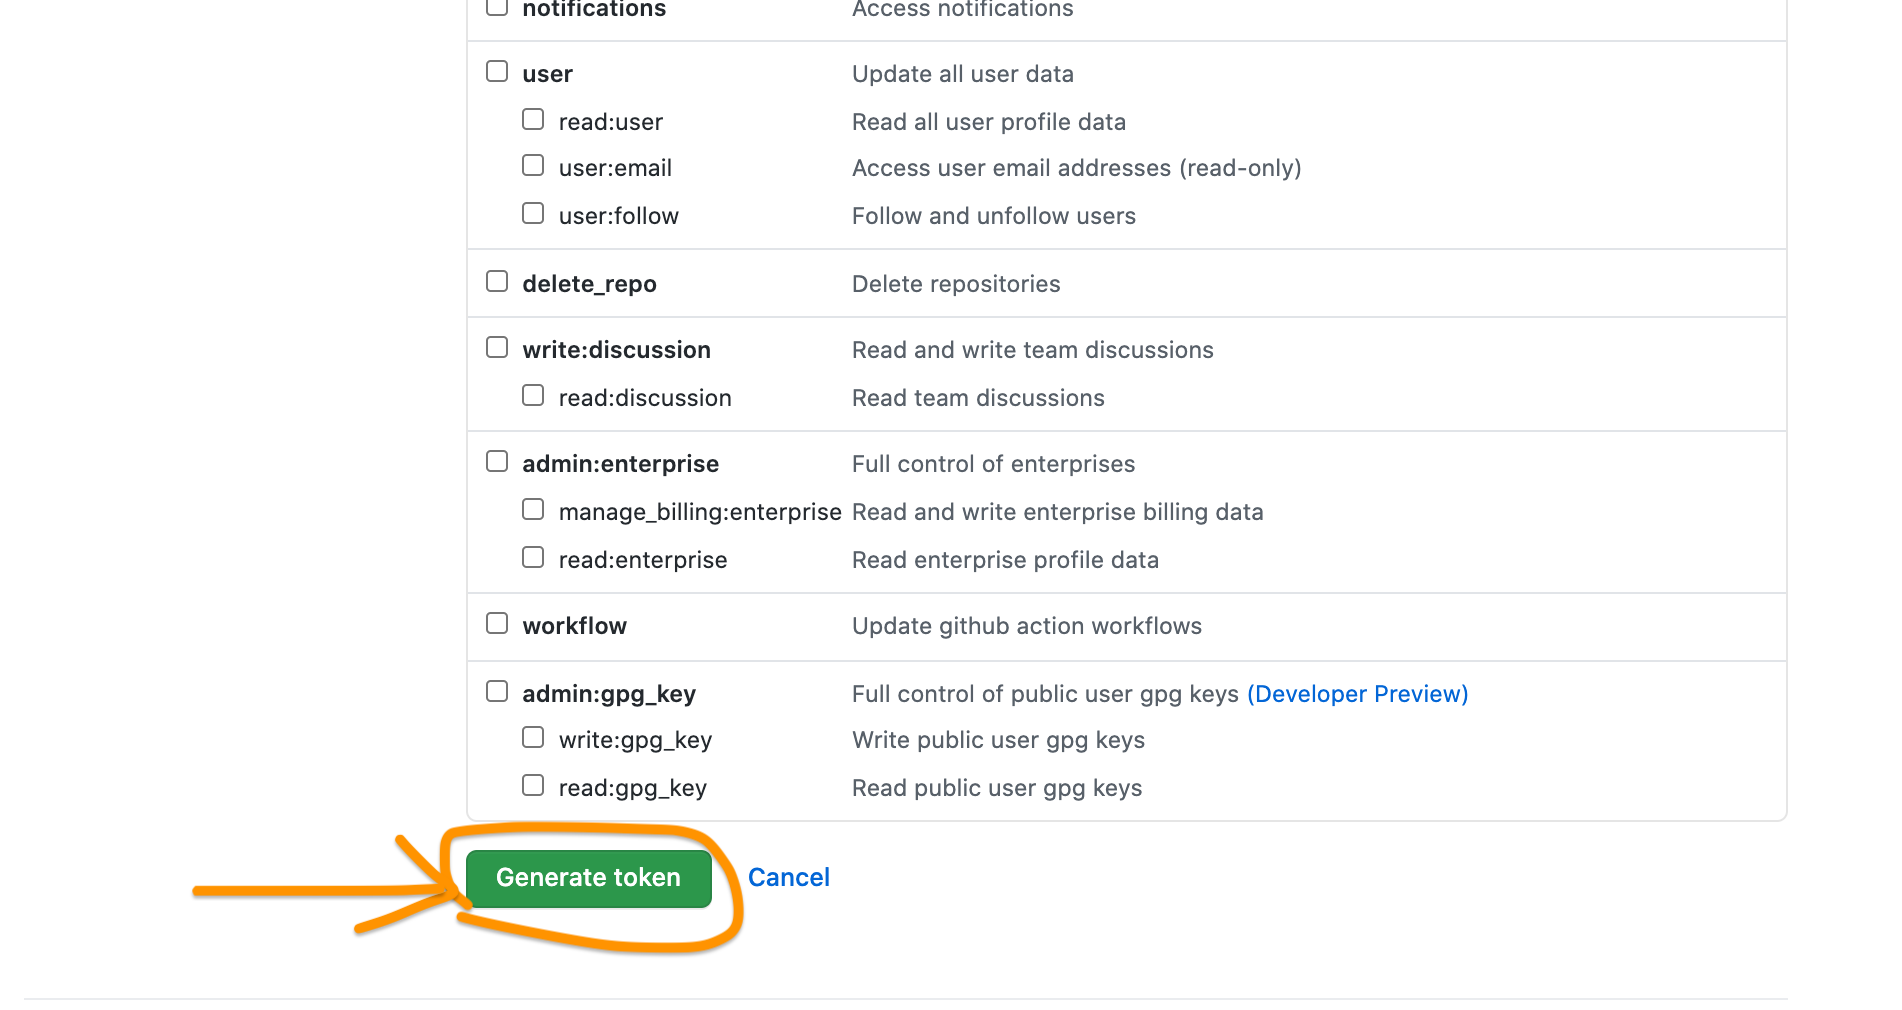 notifications Access notifications
user Update all user data
read:user Read all user profile data
user:email Access user email addresses (read-only)
user:follow Follow and unfollow users
delete_repo Delete repositories
write:discussion Read and write team discussions
read:discussion Read team discussions
admin:enterprise Full control of enterprises
manage_billing:enterprise Read and write enterprise billing data
read:enterprise Read enterprise profile data
workflow Update github action workflows
admin:gpg_key Full control of public user gpg keys (Developer Preview)
write:gpg_key Write public user gpg keys
read:gpg_key Read public user gpg keys
Generate token Cancel